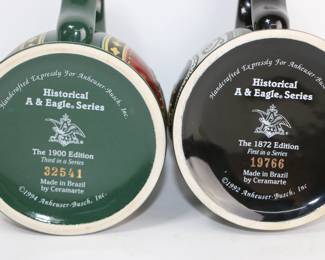 Handcrafted Expressly For Anheuser-Busch, Inc.
Historical
A & Eagle® Series
The 1900 Edition
Third in a Series
32541
Made in Brazil
by Ceramarte
©1994 Anheuser-Busch, Inc.
Handcrafted Expressly For Anheuser-Busch, Inc.
Historical
A & Eagle® Series
The 1872 Edition
First in a Series
19766
Made in Brazil
by Ceramarte
©1992 Anheuser-Busch, Inc.